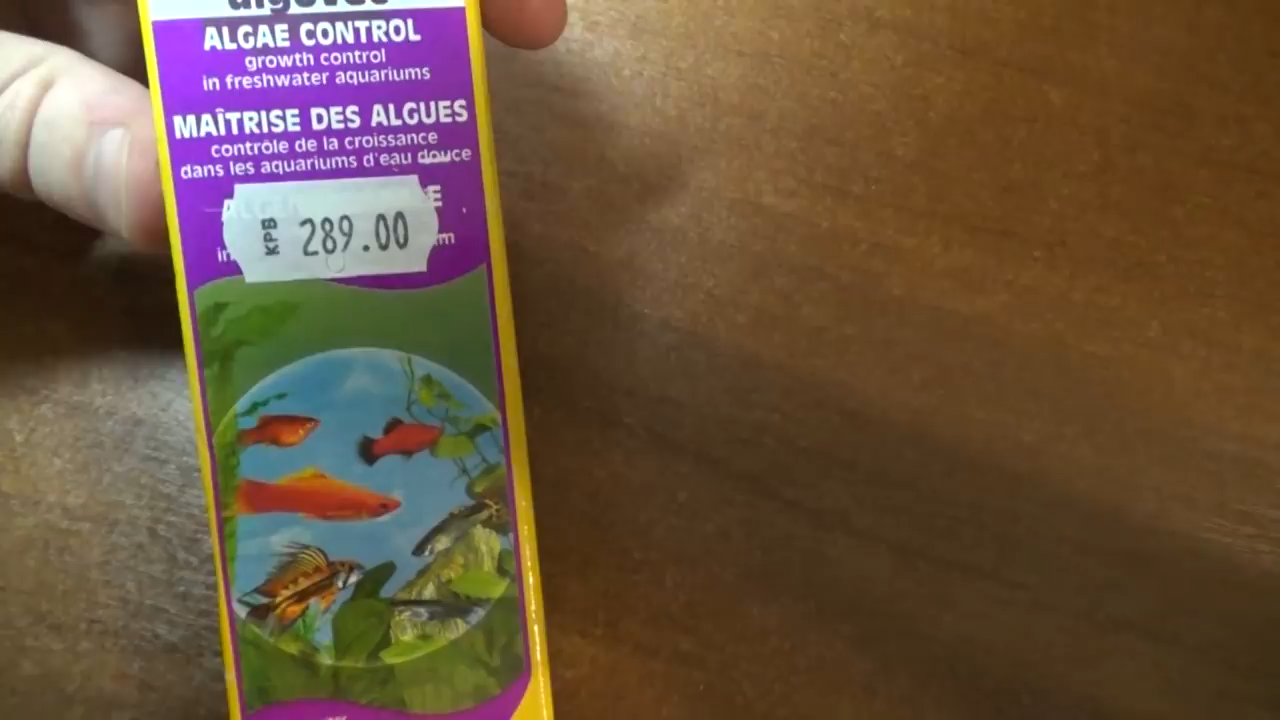 ALGAE CONTROL
growth control
in freshwater aquariums
MAÎTRISE DES ALGUES
contrôle de la croissance
dans les aquariums d'eau douce
КРВ 289.00